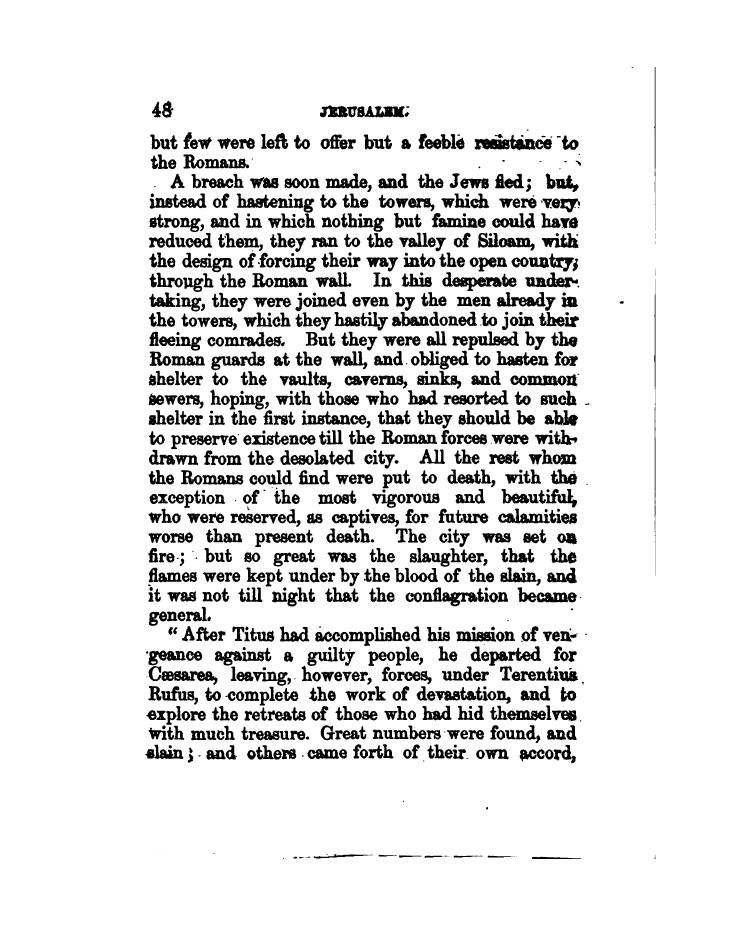 48 JERUSALEM.
but few were left to offer but a feeble resistance to
the Romans.
A breach was soon made, and the Jews fled; but,
instead of hastening to the towers, which were very
strong, and in which nothing but famine could have
reduced them, they ran to the valley of Siloam, with
the design of forcing their way into the open country,
through the Roman wall. In this desperate under-
taking, they were joined even by the men already in
the towers, which they hastily abandoned to join their
fleeing comrades. But they were all repulsed by the
Roman guards at the wall, and obliged to hasten for
shelter to the vaults, caverns, sinks, and common
sewers, hoping, with those who had resorted to such
shelter in the first instance, that they should be able
to preserve existence till the Roman forces were with-
drawn from the desolated city. All the rest whom
the Romans could find were put to death, with the
exception of the most vigorous and beautiful,
who were reserved, as captives, for future calamities
worse than present death. The city was set on
fire; but so great was the slaughter, that the
flames were kept under by the blood of the slain, and
it was not till night that the conflagration became
general.
“ After Titus had accomplished his mission of ven-
geance against a guilty people, he departed for
Cæsarea, leaving, however, forces, under Terentius
Rufus, to complete the work of devastation, and to
explore the retreats of those who had hid themselves
with much treasure. Great numbers were found, and
slain; and others came forth of their own accord,